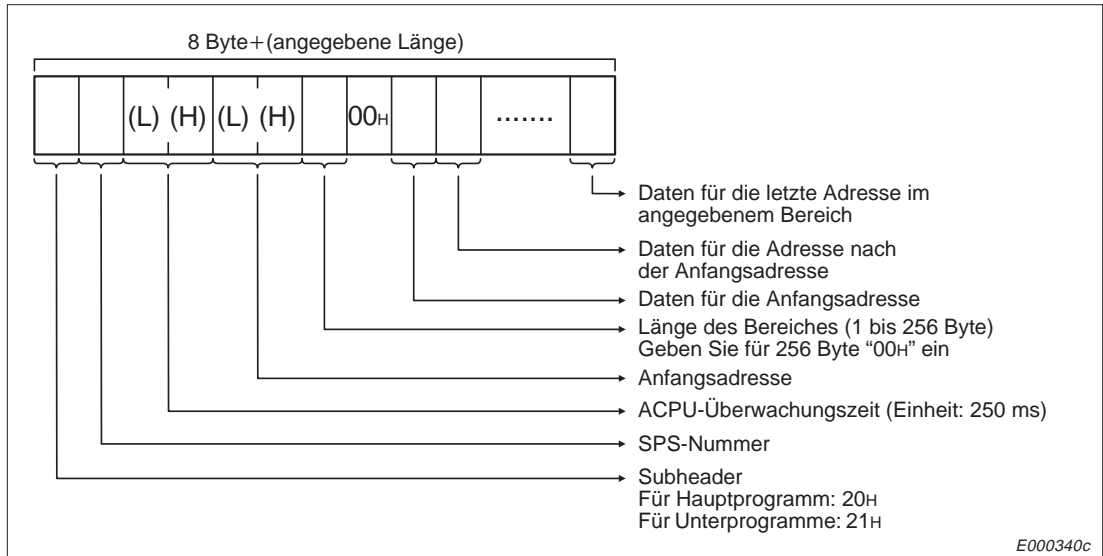 8 Byte+(angegebene Länge)
(L) (H) (L) (H) 00H .......
Daten für die letzte Adresse im
angegebenem Bereich
Daten für die Adresse nach
der Anfangsadresse
Daten für die Anfangsadresse
Länge des Bereiches (1 bis 256 Byte)
Geben Sie für 256 Byte “00H” ein
Anfangsadresse
ACPU-Überwachungszeit (Einheit: 250 ms)
SPS-Nummer
Subheader
Für Hauptprogramm: 20H
Für Unterprogramme: 21H
E000340c